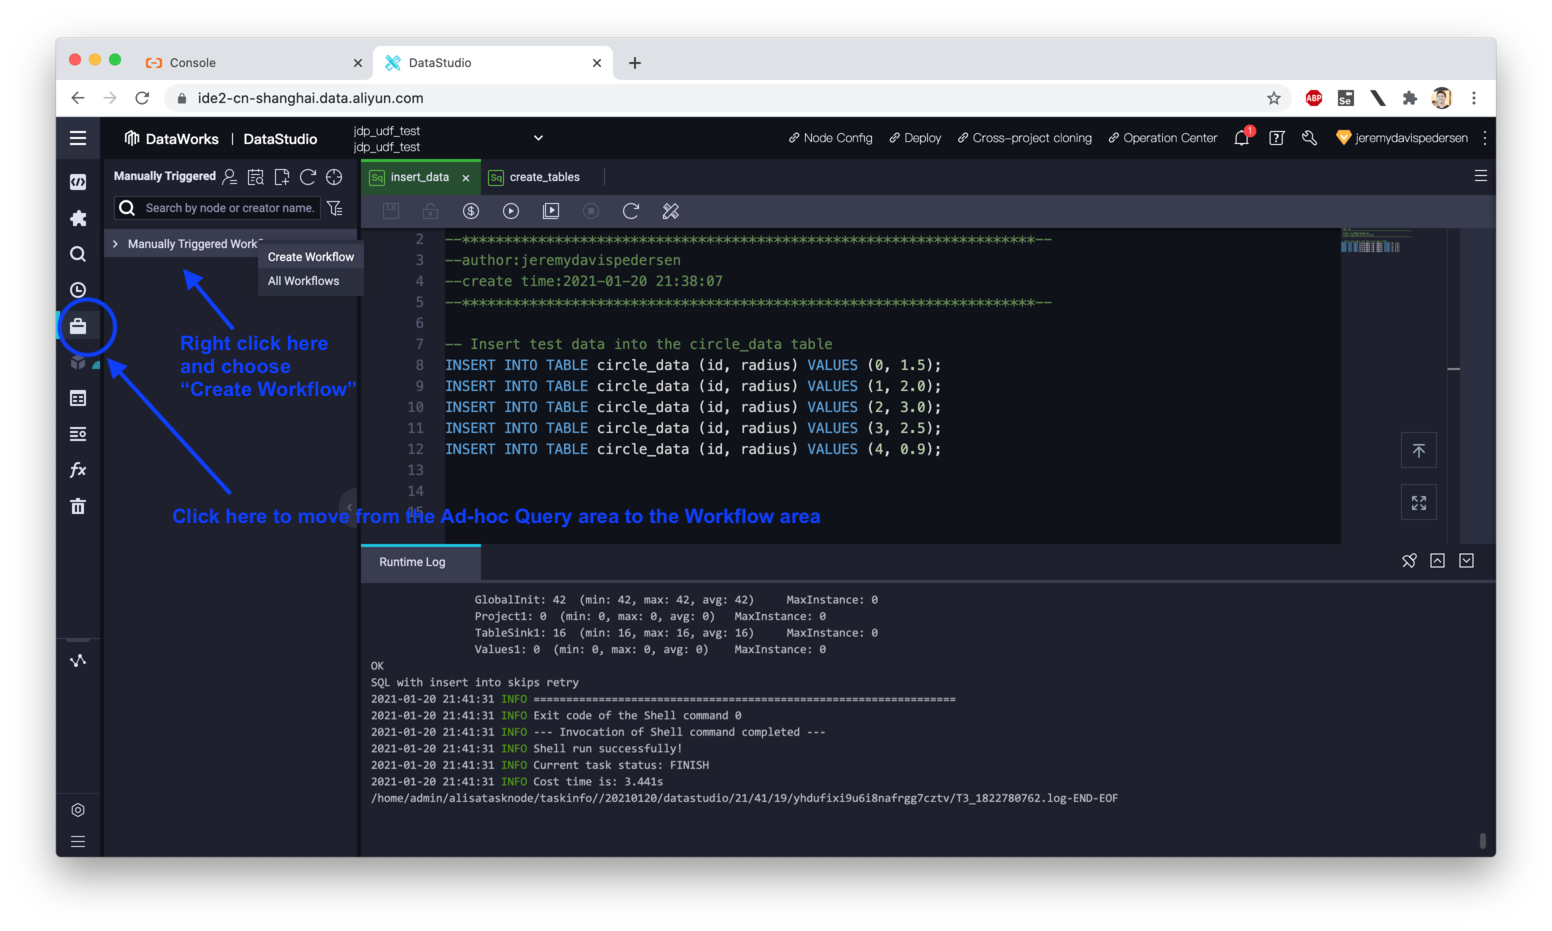 Console
DataStudio
ide2-cn-shanghai.data.aliyun.com
ABP
Se
DataWorks | DataStudio
jdp_udf_test
jdp_udf_test
Node Config
Deploy
Cross-project cloning
Operation Center
1
jeremydavispedersen
Manually Triggered
Sq insert_data
Sq create_tables
Search by node or creator name.
Manually Triggered Work
Create Workflow
All Workflows
Right click here
and choose
“Create Workflow”
fx
2 --********************************************************************--
3 --author:jeremydavispedersen
4 --create time:2021-01-20 21:38:07
5 --********************************************************************--
6
7 -- Insert test data into the circle_data table
8 INSERT INTO TABLE circle_data (id, radius) VALUES (0, 1.5);
9 INSERT INTO TABLE circle_data (id, radius) VALUES (1, 2.0);
10 INSERT INTO TABLE circle_data (id, radius) VALUES (2, 3.0);
11 INSERT INTO TABLE circle_data (id, radius) VALUES (3, 2.5);
12 INSERT INTO TABLE circle_data (id, radius) VALUES (4, 0.9);
13
14
15
Click here to move from the Ad-hoc Query area to the Workflow area
Runtime Log
GlobalInit: 42 (min: 42, max: 42, avg: 42) MaxInstance: 0
Project1: 0 (min: 0, max: 0, avg: 0) MaxInstance: 0
TableSink1: 16 (min: 16, max: 16, avg: 16) MaxInstance: 0
Values1: 0 (min: 0, max: 0, avg: 0) MaxInstance: 0
OK
SQL with insert into skips retry
2021-01-20 21:41:31 INFO =================================================================
2021-01-20 21:41:31 INFO Exit code of the Shell command 0
2021-01-20 21:41:31 INFO --- Invocation of Shell command completed ---
2021-01-20 21:41:31 INFO Shell run successfully!
2021-01-20 21:41:31 INFO Current task status: FINISH
2021-01-20 21:41:31 INFO Cost time is: 3.441s
/home/admin/alisatasknode/taskinfo//20210120/datastudio/21/41/19/yhdufixi9u6i8nafrgg7cztv/T3_1822780762.log-END-EOF